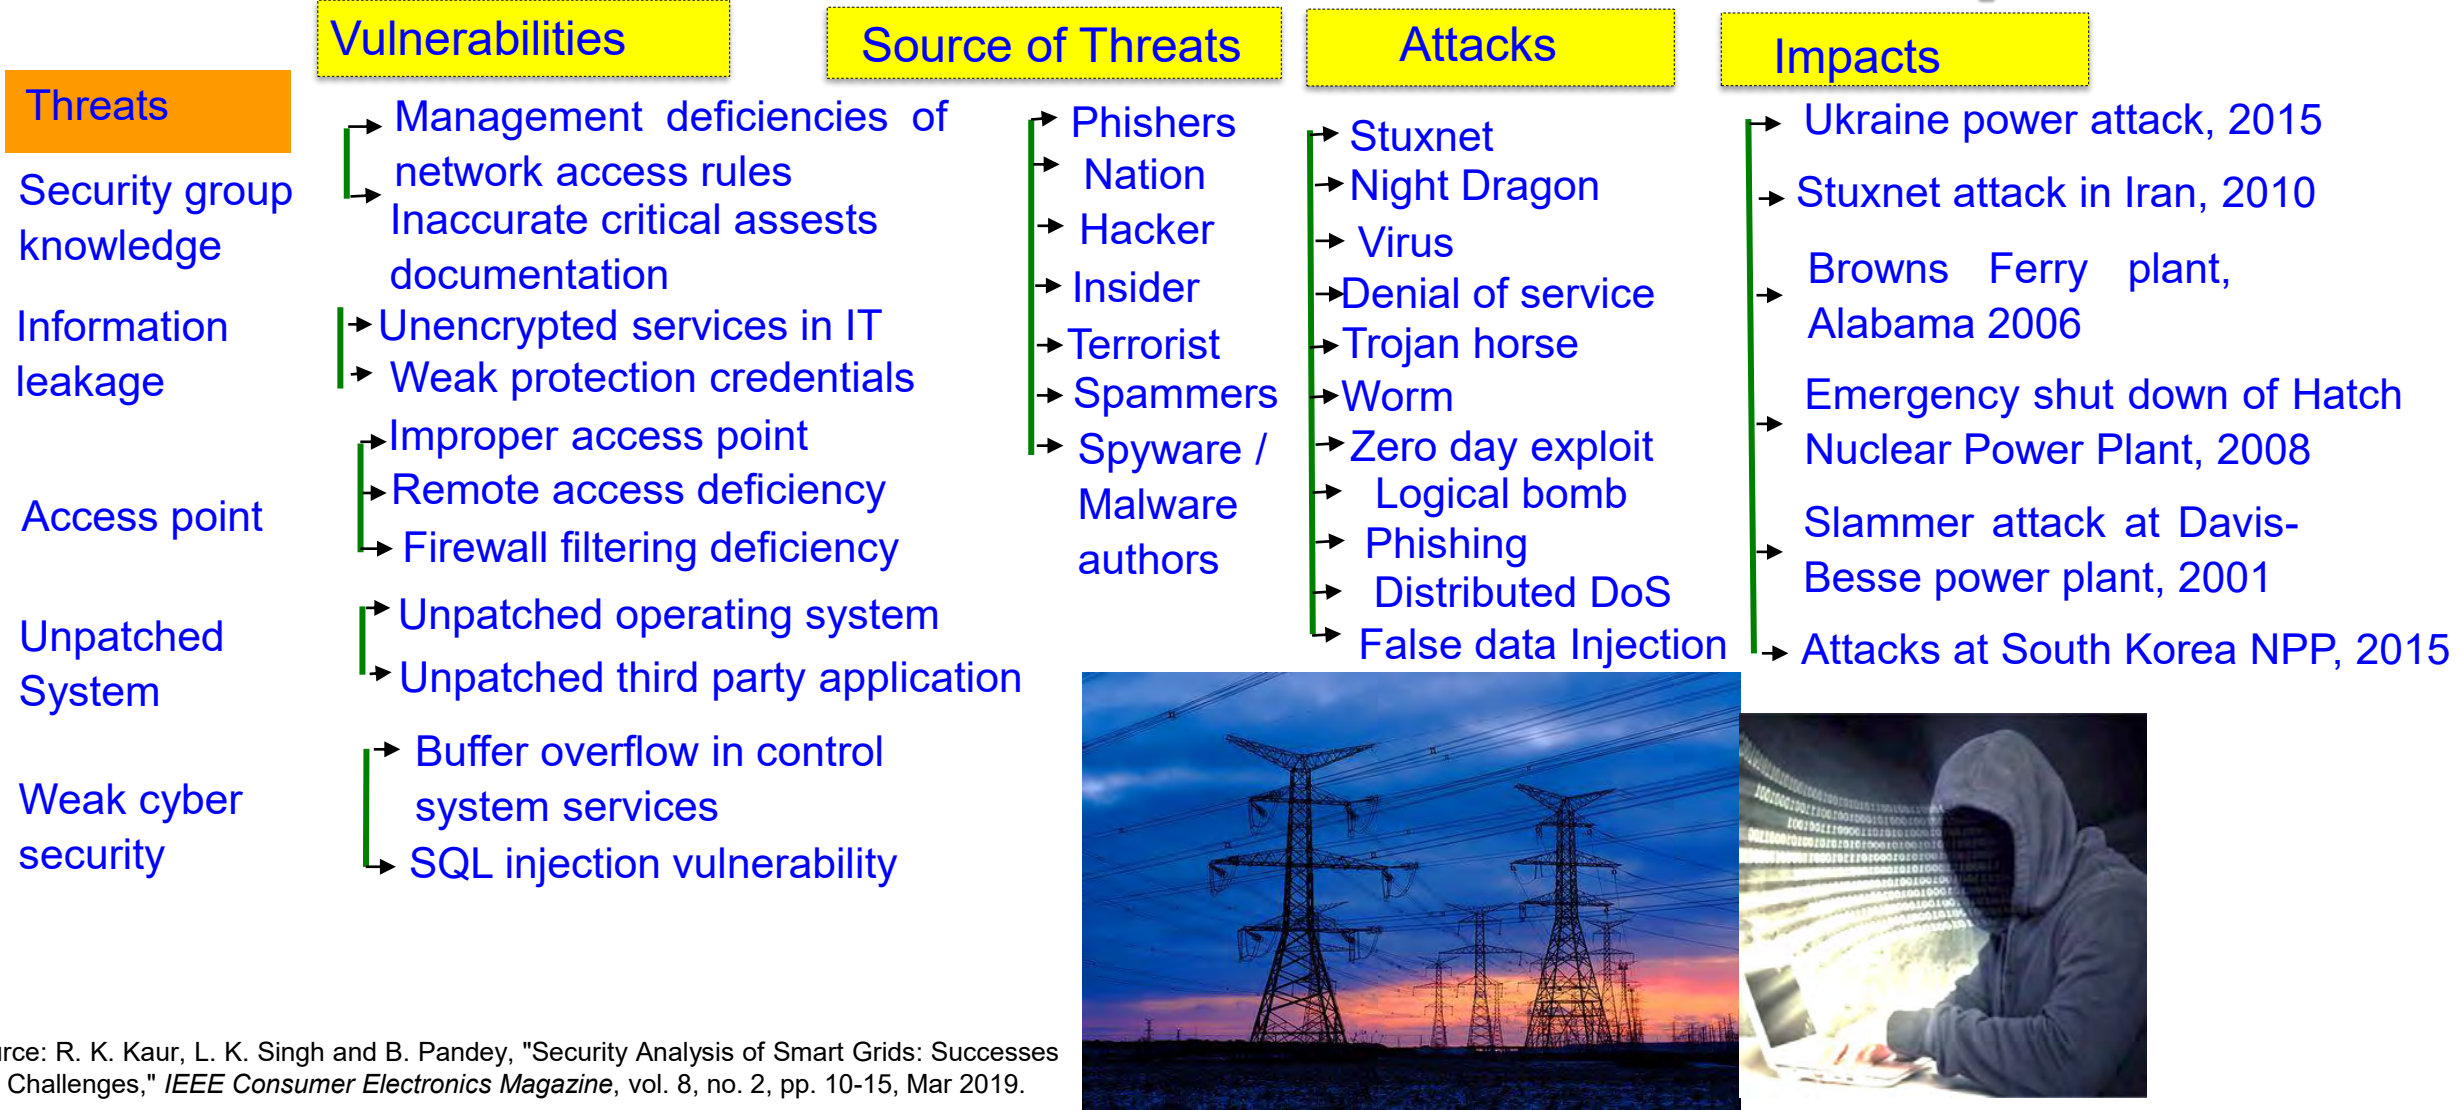 Vulnerabilities
Source of Threats
Attacks
Impacts
Threats
Security group
knowledge
Information
leakage
Access point
Unpatched
System
Weak cyber
security
Management deficiencies of
network access rules
Inaccurate critical assests
documentation
Unencrypted services in IT
Weak protection credentials
Improper access point
Remote access deficiency
Firewall filtering deficiency
Unpatched operating system
Unpatched third party application
Buffer overflow in control
system services
SQL injection vulnerability
Phishers
Nation
Hacker
Insider
Terrorist
Spammers
Spyware /
Malware
authors
Stuxnet
Night Dragon
Virus
Denial of service
Trojan horse
Worm
Zero day exploit
Logical bomb
Phishing
Distributed DoS
False data Injection
Ukraine power attack, 2015
Stuxnet attack in Iran, 2010
Browns Ferry plant,
Alabama 2006
Emergency shut down of Hatch
Nuclear Power Plant, 2008
Slammer attack at Davis-
Besse power plant, 2001
Attacks at South Korea NPP, 2015
R. K. Kaur, L. K. Singh and B. Pandey, "Security Analysis of Smart Grids: Successes
Challenges," IEEE Consumer Electronics Magazine, vol. 8, no. 2, pp. 10-15, Mar 2019.